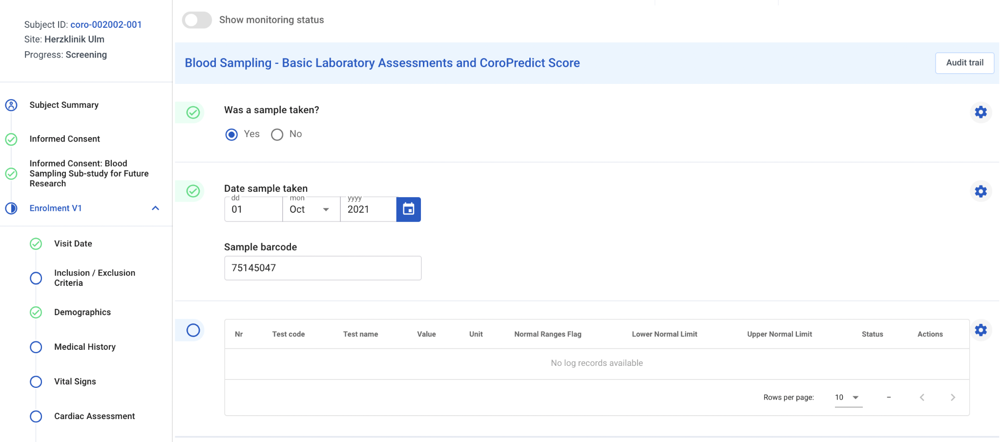 Subject ID: coro-002002-001
Site: Herzklinik Ulm
Progress: Screening
Subject Summary
Informed Consent
Informed Consent: Blood
Sampling Sub-study for Future
Research
Enrolment V1
Visit Date
Inclusion / Exclusion
Criteria
Demographics
Medical History
Vital Signs
Cardiac Assessment
Show monitoring status
Blood Sampling - Basic Laboratory Assessments and CoroPredict Score
Audit trail
Was a sample taken?
Yes No
Date sample taken
dd mon yyyy
01 Oct 2021
Sample barcode
75145047
Nr Test code Test name Value Unit Normal Ranges Flag Lower Normal Limit Upper Normal Limit Status Actions
No log records available
Rows per page: 10 –